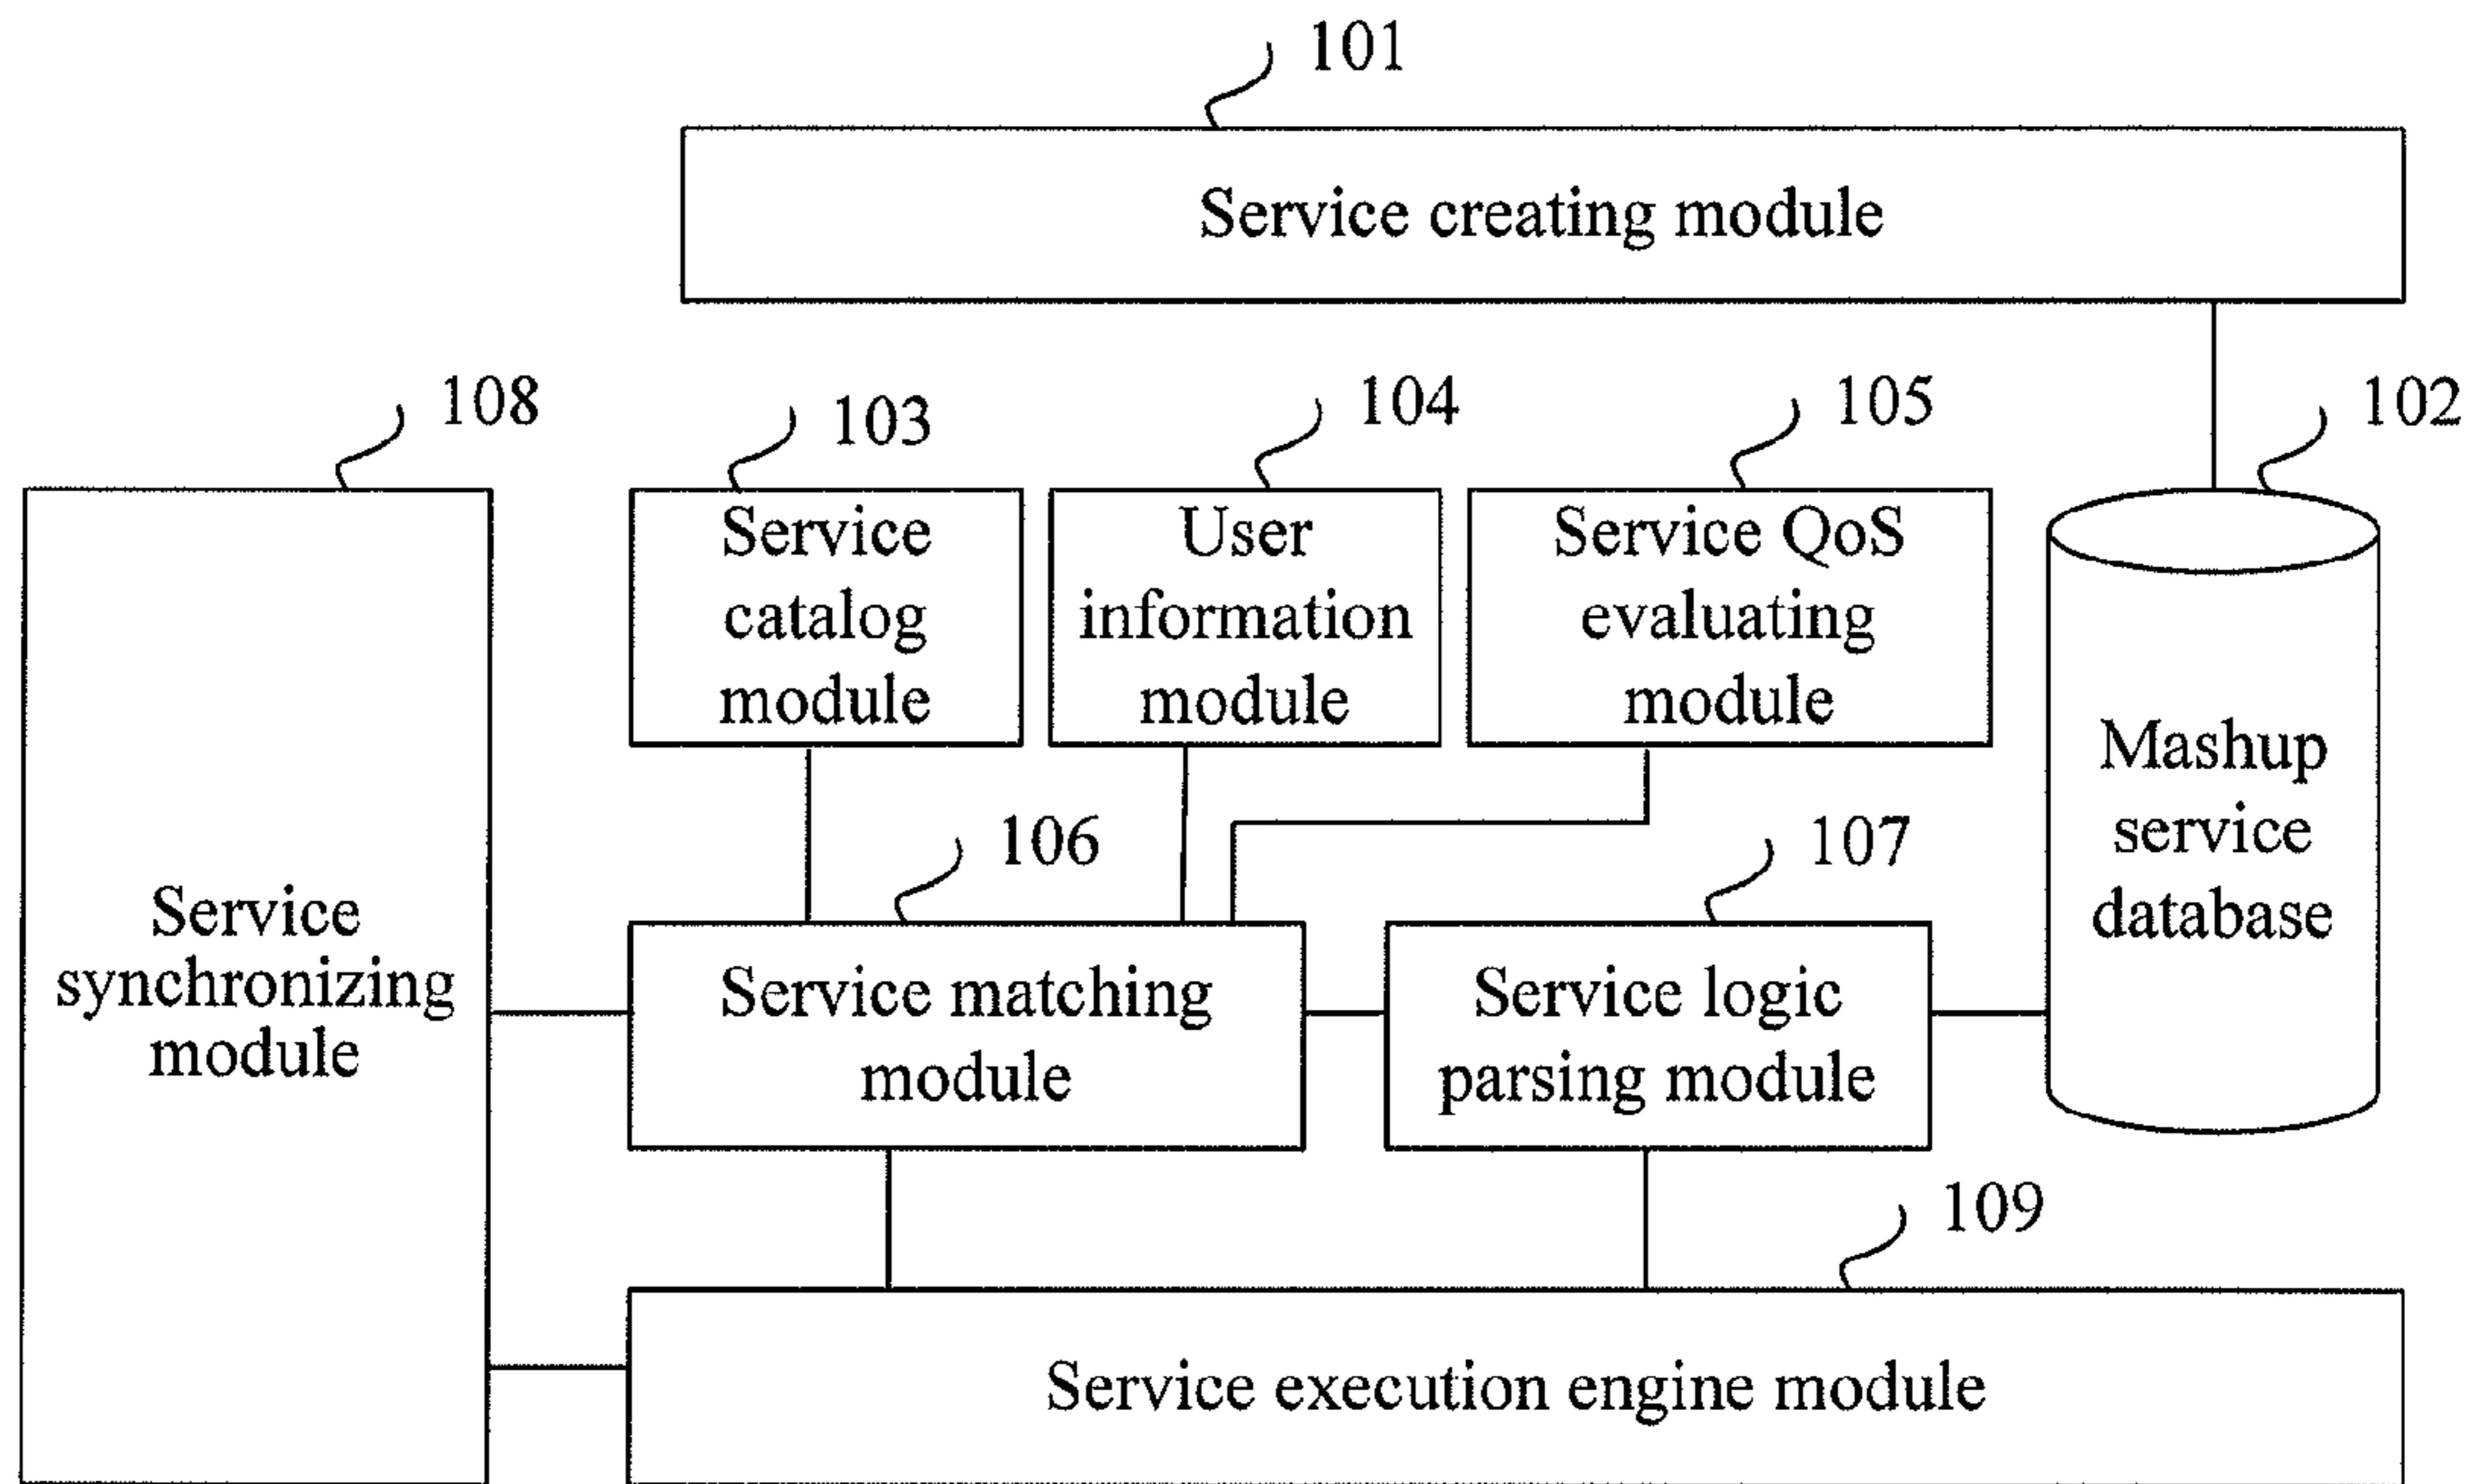 101
Service creating module
108
103
104
105
102
Service
catalog
module
User
information
module
Service QoS
evaluating
module
Mashup
service
database
106
107
Service
synchronizing
module
Service matching
module
Service logic
parsing module
109
Service execution engine module